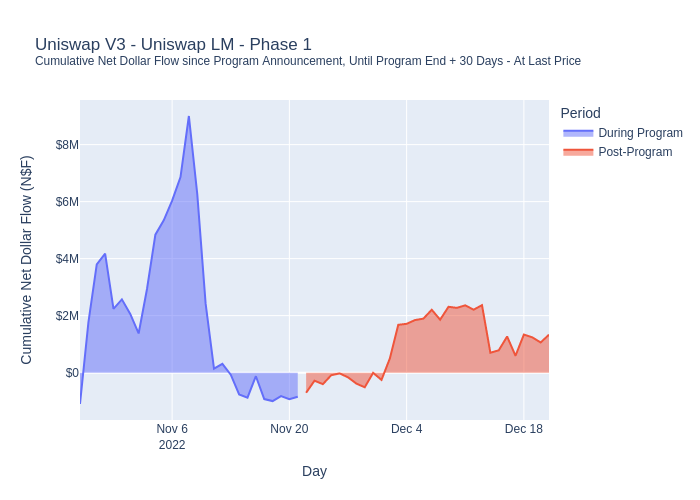 Uniswap V3 - Uniswap LM - Phase 1
Cumulative Net Dollar Flow since Program Announcement, Until Program End + 30 Days - At Last Price
Period
During Program
Post-Program
Cumulative Net Dollar Flow (N$F)
$8M
$6M
$4M
$2M
$0
Nov 6
2022
Nov 20
Dec 4
Dec 18
Day